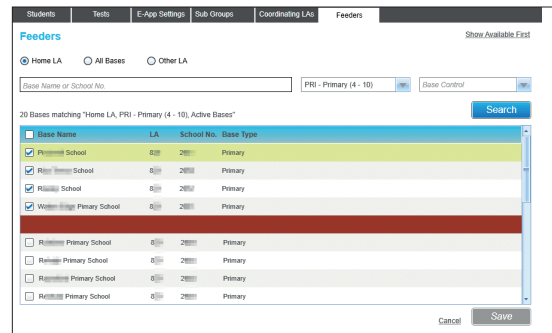 Students Tests E-App Settings Sub Groups Coordinating LAs Feeders
Feeders Show Available First
Home LA All Bases Other LA
Base Name or School No. PRI - Primary (4 - 10) Base Control
20 Bases matching "Home LA, PRI - Primary (4 - 10), Active Bases" Search
Base Name LA School No. Base Type
School Primary
School Primary
School Primary
Pimary School Primary
Primary School Primary
Primary School Primary
Primary School Primary
Primary School Primary
Cancel Save